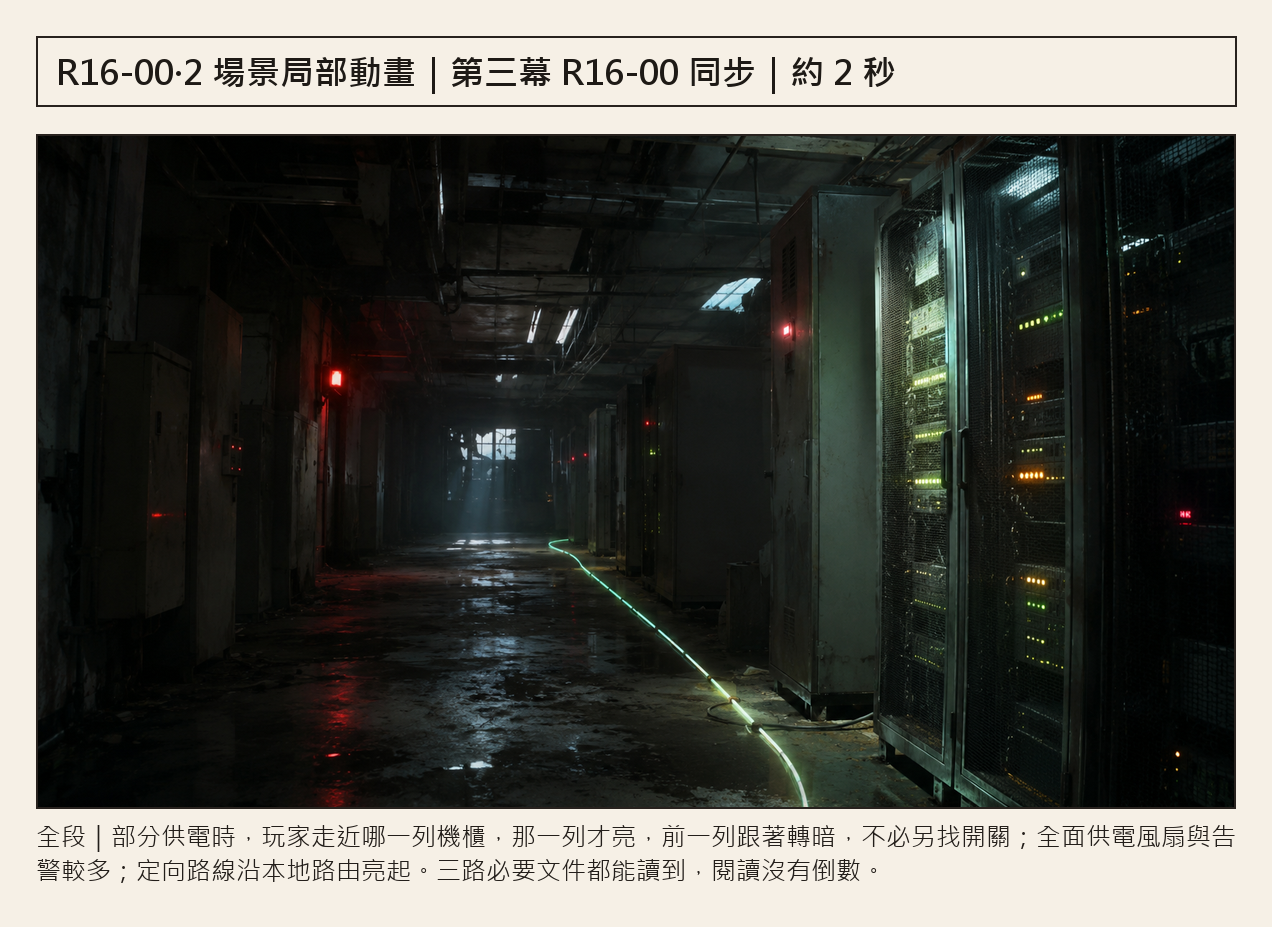 R16-00·2 場景局部動畫｜第三幕 R16-00 同步｜約 2 秒
全段｜部分供電時，玩家走近哪一列機櫃，那一列才亮，前一列跟著轉暗，不必另找開關；全面供電風扇與告
警較多；定向路線沿本地路由亮起。三路必要文件都能讀到，閱讀沒有倒數。